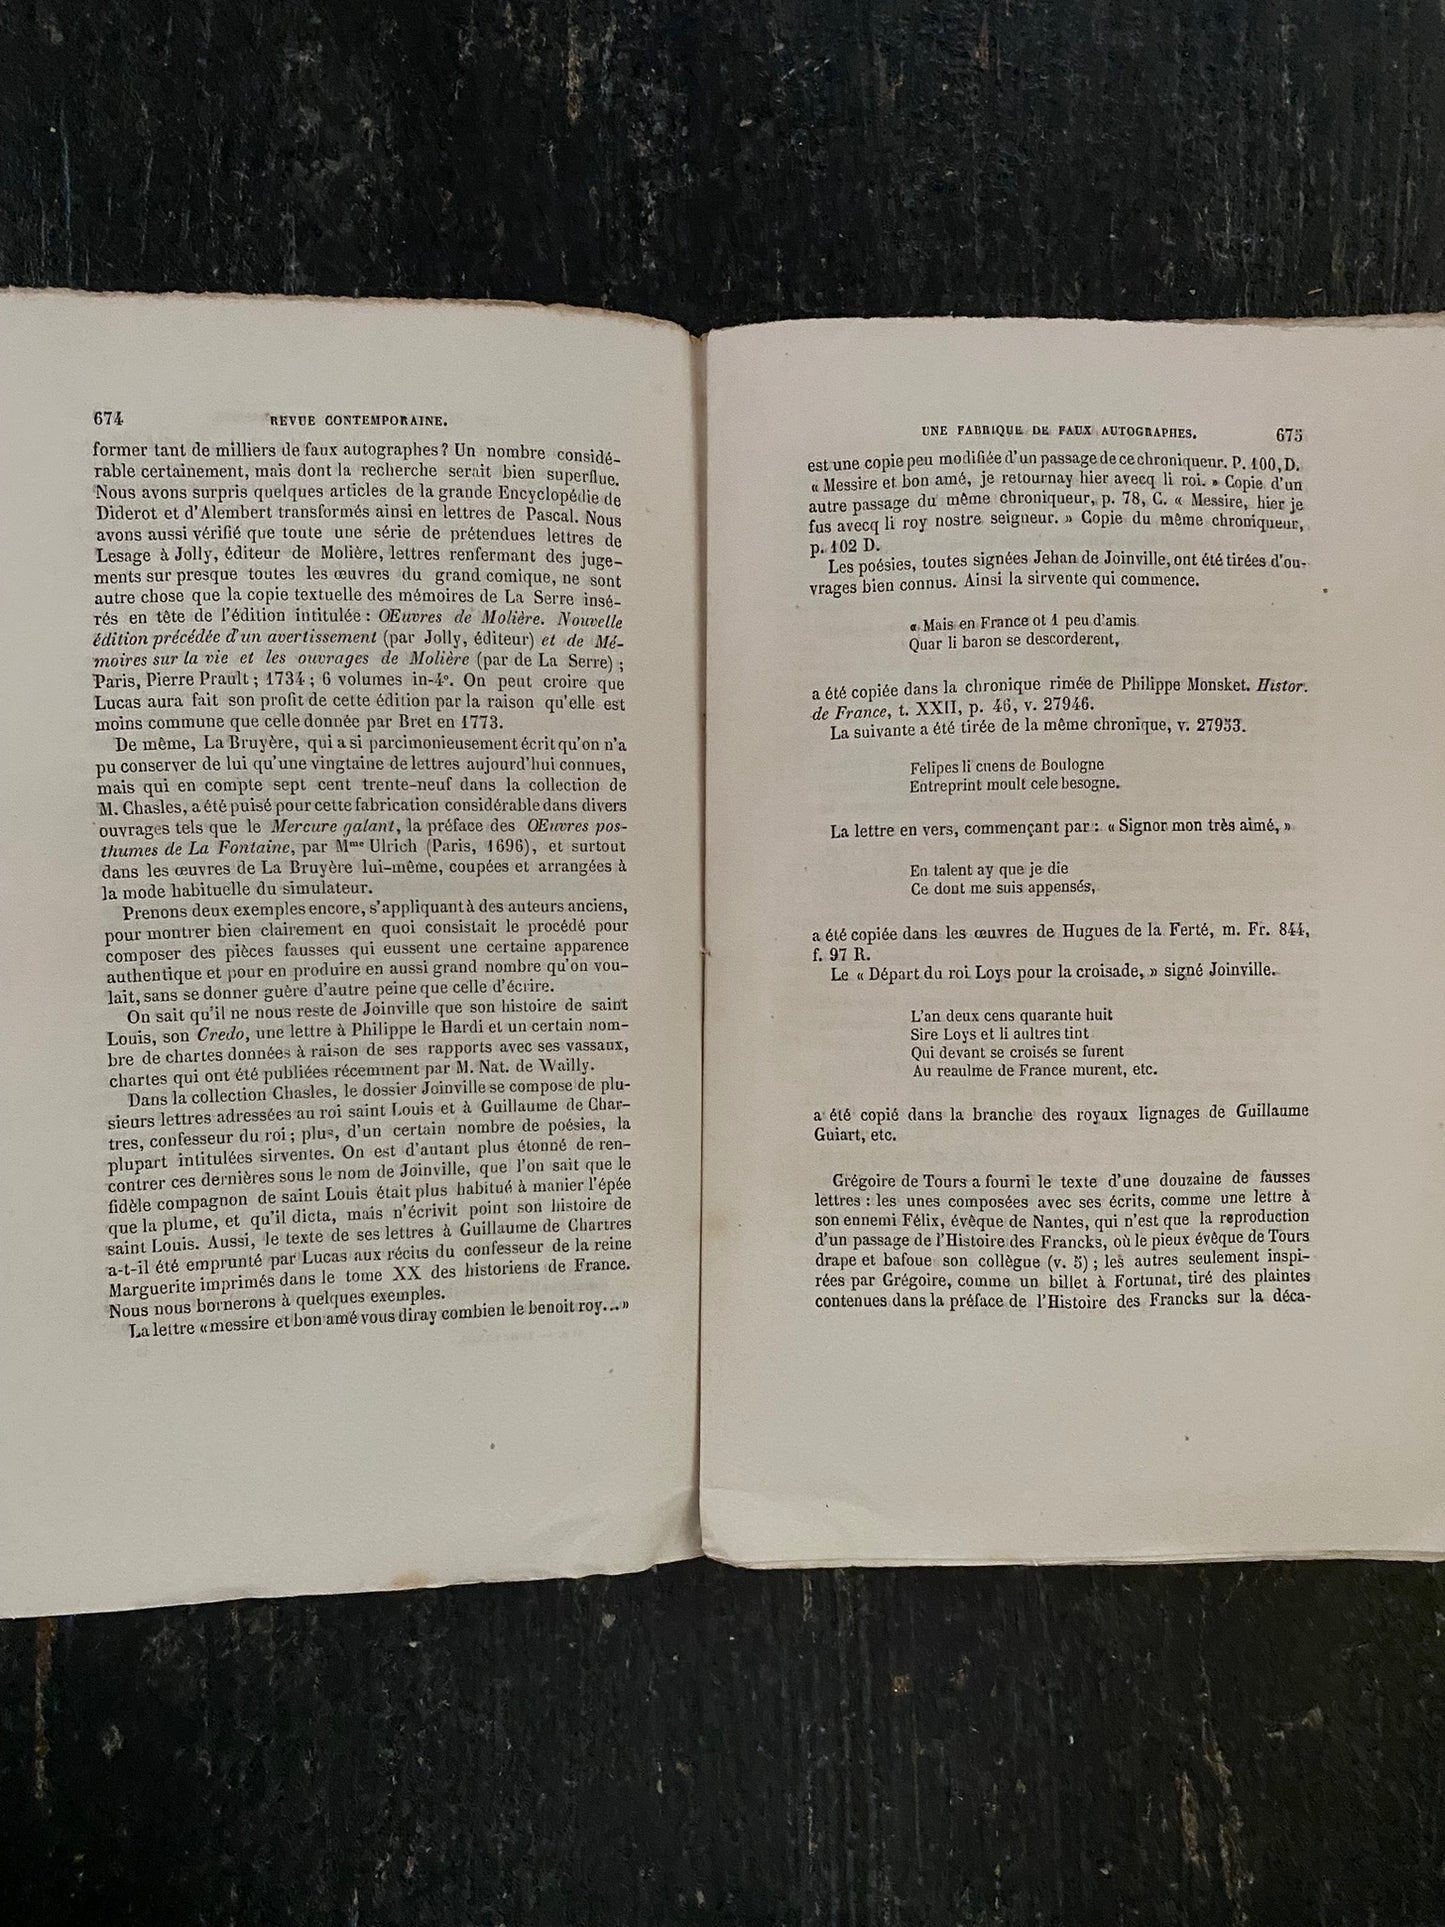 674
REVUE CONTEMPORAINE.
former tant de milliers de faux autographes? Un nombre considé-
rable certainement, mais dont la recherche serait bien superflue.
Nous avons surpris quelques articles de la grande Encyclopédie de
Diderot et d'Alembert transformés ainsi en lettres de Pascal. Nous
avons aussi vérifié que toute une série de prétendues lettres de
Lesage à Jolly, éditeur de Molière, lettres renfermant des juge-
ments sur presque toutes les œuvres du grand comique, ne sont
autre chose que la copie textuelle des mémoires de La Serre insé-
rés en tête de l'édition intitulée : OEuvres de Molière. Nouvelle
édition précédée d'un avertissement (par Jolly, éditeur) et de Mé-
moires sur la vie et les ouvrages de Molière (par de La Serre) ;
Paris, Pierre Prault ; 1734 ; 6 volumes in-4°. On peut croire que
Lucas aura fait son profit de cette édition par la raison qu'elle est
moins commune que celle donnée par Bret en 1773.
De même, La Bruyère, qui a si parcimonieusement écrit qu'on n'a
pu conserver de lui qu'une vingtaine de lettres aujourd'hui connues,
mais qui en compte sept cent trente-neuf dans la collection de
M. Chasles, a été puisé pour cette fabrication considérable dans divers
ouvrages tels que le Mercure galant, la préface des OEuvres pos-
thumes de La Fontaine, par Mme Ulrich (Paris, 1696), et surtout
dans les œuvres de La Bruyère lui-même, coupées et arrangées à
la mode habituelle du simulateur.
Prenons deux exemples encore, s'appliquant à des auteurs anciens,
pour montrer bien clairement en quoi consistait le procédé pour
composer des pièces fausses qui eussent une certaine apparence
authentique et pour en produire en aussi grand nombre qu'on vou-
lait, sans se donner guère d'autre peine que celle d'écrire.
On sait qu'il ne nous reste de Joinville que son histoire de saint
Louis, son Credo, une lettre à Philippe le Hardi et un certain nom-
bre de chartes données à raison de ses rapports avec ses vassaux,
chartes qui ont été publiées récemment par M. Nat. de Wailly.
Dans la collection Chasles, le dossier Joinville se compose de plu-
sieurs lettres adressées au roi saint Louis et à Guillaume de Char-
tres, confesseur du roi ; plus, d'un certain nombre de poésies, la
plupart intitulées sirventes. On est d'autant plus étonné de ren-
contrer ces dernières sous le nom de Joinville, que l'on sait que le
fidèle compagnon de saint Louis était plus habitué à manier l'épée
que la plume, et qu'il dicta, mais n'écrivit point son histoire de
saint Louis. Aussi, le texte de ses lettres à Guillaume de Chartres
a-t-il été emprunté par Lucas aux récits du confesseur de la reine
Marguerite imprimés dans le tome XX des historiens de France.
Nous nous bornerons à quelques exemples.
La lettre « messire et bon amé vous diray combien le benoit roy... »
UNE FABRIQUE DE FAUX AUTOGRAPHES.
675
est une copie peu modifiée d'un passage de ce chroniqueur. P. 100, D.
« Messire et bon amé, je retournay hier avecq li roi. » Copie d'un
autre passage du même chroniqueur, p. 78, C. « Messire, hier je
fus avecq li roy nostre seigneur. » Copie du même chroniqueur,
p. 102 D.
Les poésies, toutes signées Jehan de Joinville, ont été tirées d'ou-
vrages bien connus. Ainsi la sirvente qui commence.
« Mais en France ot 1 peu d'amis
Quar li baron se descorderent,
a été copiée dans la chronique rimée de Philippe Monsket. Histor.
de France, t. XXII, p. 46, v. 27946.
La suivante a été tirée de la même chronique, v. 27953.
Felipes li cuens de Boulogne
Entreprint moult cele besogne.
La lettre en vers, commençant par : « Signor mon très aimé, »
En talent ay que je die
Ce dont me suis appensés,
a été copiée dans les œuvres de Hugues de la Ferté, m. Fr. 844,
f. 97 R.
Le « Départ du roi Loys pour la croisade, » signé Joinville.
L'an deux cens quarante huit
Sire Loys et li aultres tint
Qui devant se croisés se furent
Au reaulme de France murent, etc.
a été copié dans la branche des royaux lignages de Guillaume
Guiart, etc.
Grégoire de Tours a fourni le texte d'une douzaine de fausses
lettres : les unes composées avec ses écrits, comme une lettre à
son ennemi Félix, évêque de Nantes, qui n'est que la reproduction
d'un passage de l'Histoire des Francks, où le pieux évêque de Tours
drape et bafoue son collègue (v. 5) ; les autres seulement inspi-
rées par Grégoire, comme un billet à Fortunat, tiré des plaintes
contenues dans la préface de l'Histoire des Francks sur la déca-